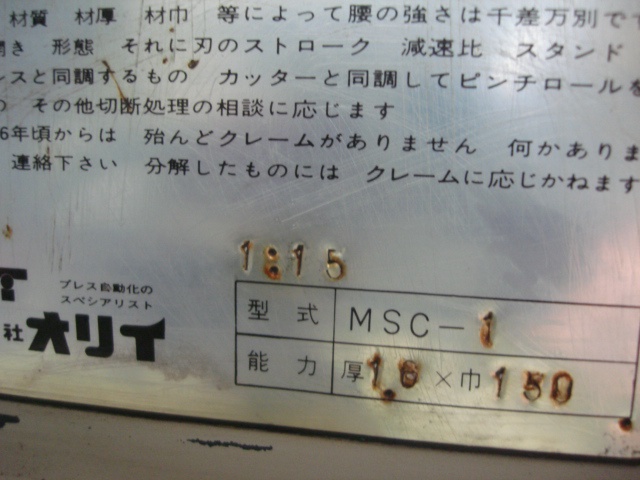 材質 材厚 材巾 等によって腰の強さは千差万別で
開き 形態 それに刃のストローク 減速比 スタンド
レスと同調するもの カッターと同調してピンチロールを
の その他切断処理の相談に応じます
6年頃からは 殆んどクレームがありません 何かありま
連絡下さい 分解したものには クレームに応じかねます
1815
プレス自動化の
スペシアリスト
社 オリイ
型式 MSC-1
能力 厚16×巾150